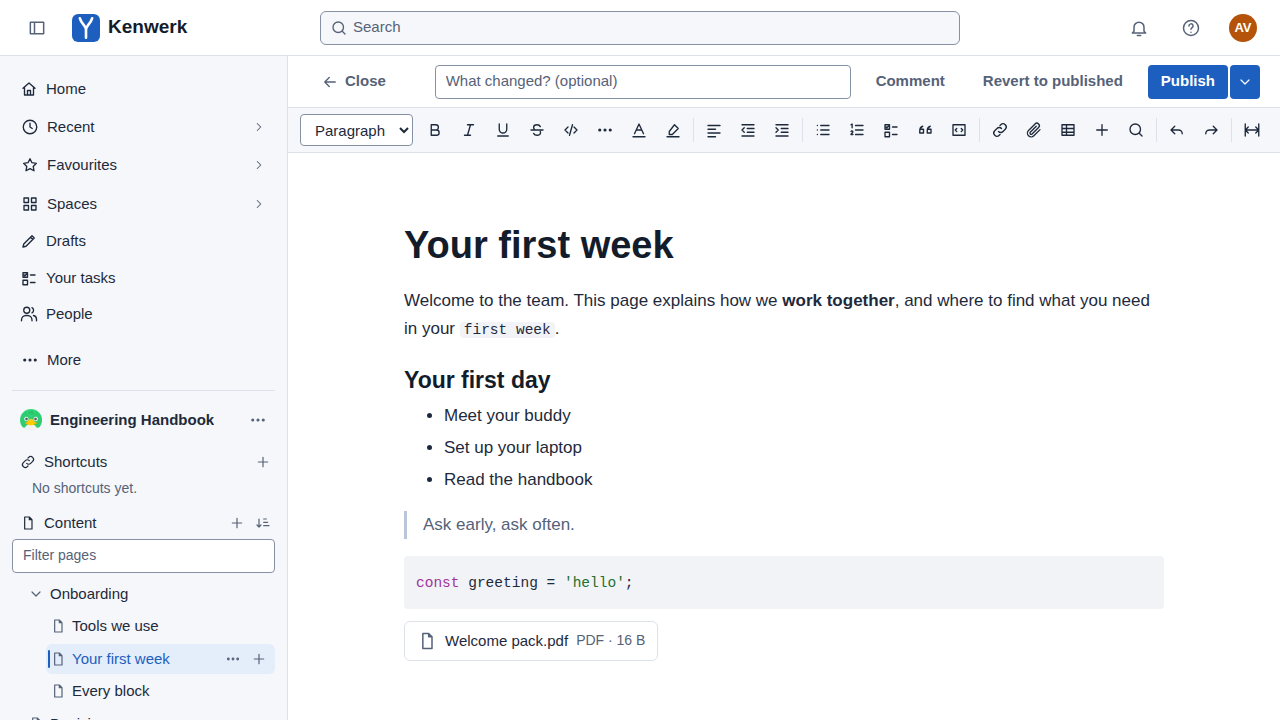 Kenwerk
Search
AV
Home
Recent
Favourites
Spaces
Drafts
Your tasks
People
More
Engineering Handbook
Shortcuts
No shortcuts yet.
Content
Filter pages
Onboarding
Tools we use
Your first week
Every block
Close
What changed? (optional)
Comment
Revert to published
Publish
Paragraph
Your first week
Welcome to the team. This page explains how we work together, and where to find what you need
in your first week.
Your first day
Meet your buddy
Set up your laptop
Read the handbook
Ask early, ask often.
const greeting = 'hello';
Welcome pack.pdf PDF · 16 B